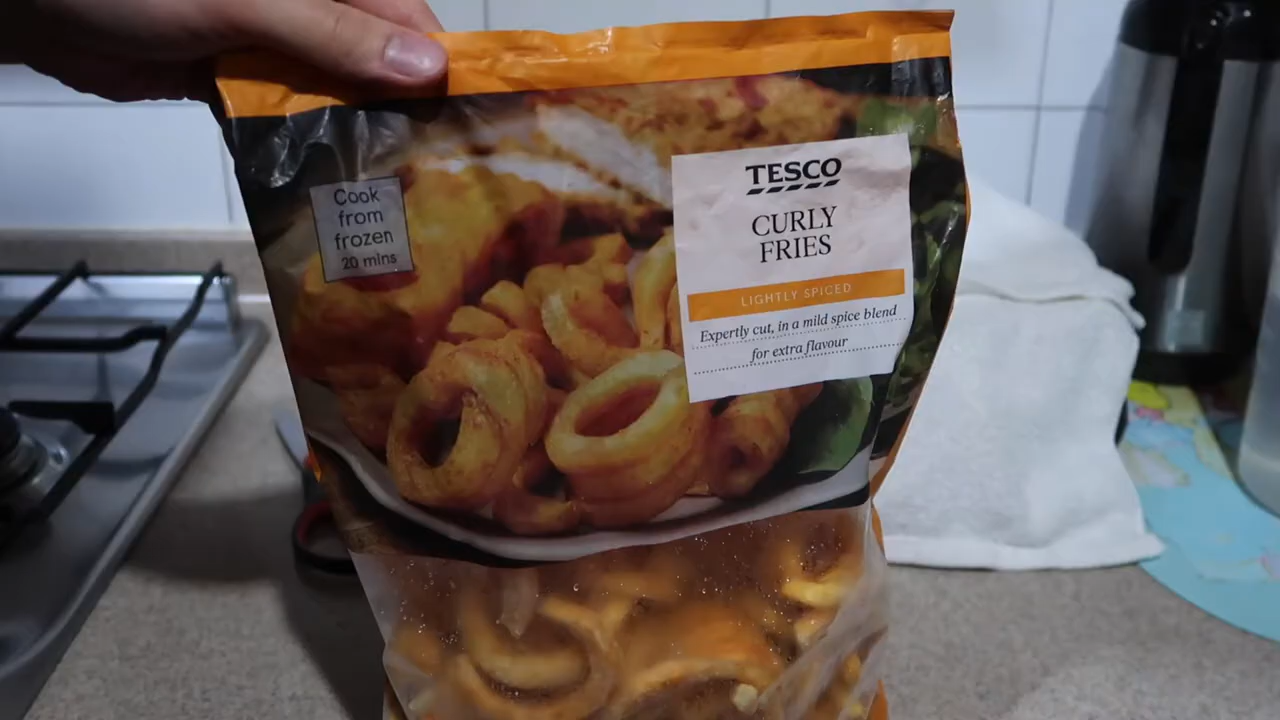 Cook
from
frozen
20 mins
TESCO
CURLY
FRIES
LIGHTLY SPICED
Expertly cut, in a mild spice blend
for extra flavour